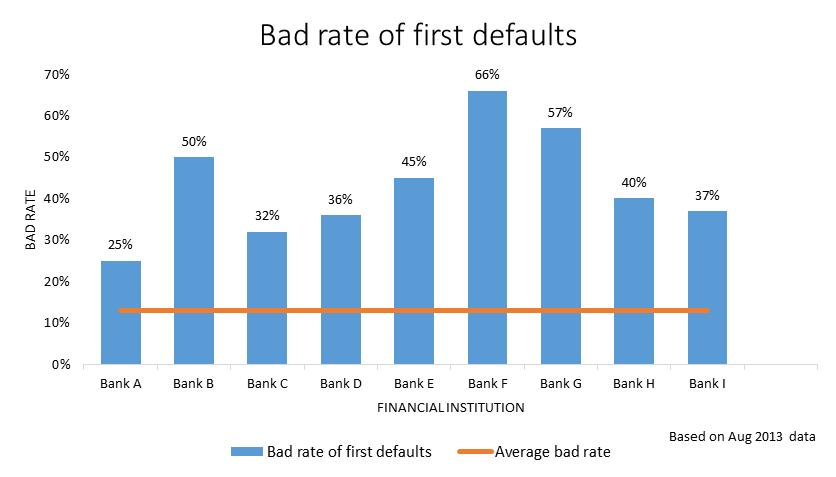 Bad rate of first defaults
70%
60%
50%
40%
30%
20%
10%
0%
BAD RATE
25%
50%
32%
36%
45%
66%
57%
40%
37%
Bank A
Bank B
Bank C
Bank D
Bank E
Bank F
Bank G
Bank H
Bank I
FINANCIAL INSTITUTION
Based on Aug 2013 data
Bad rate of first defaults
Average bad rate